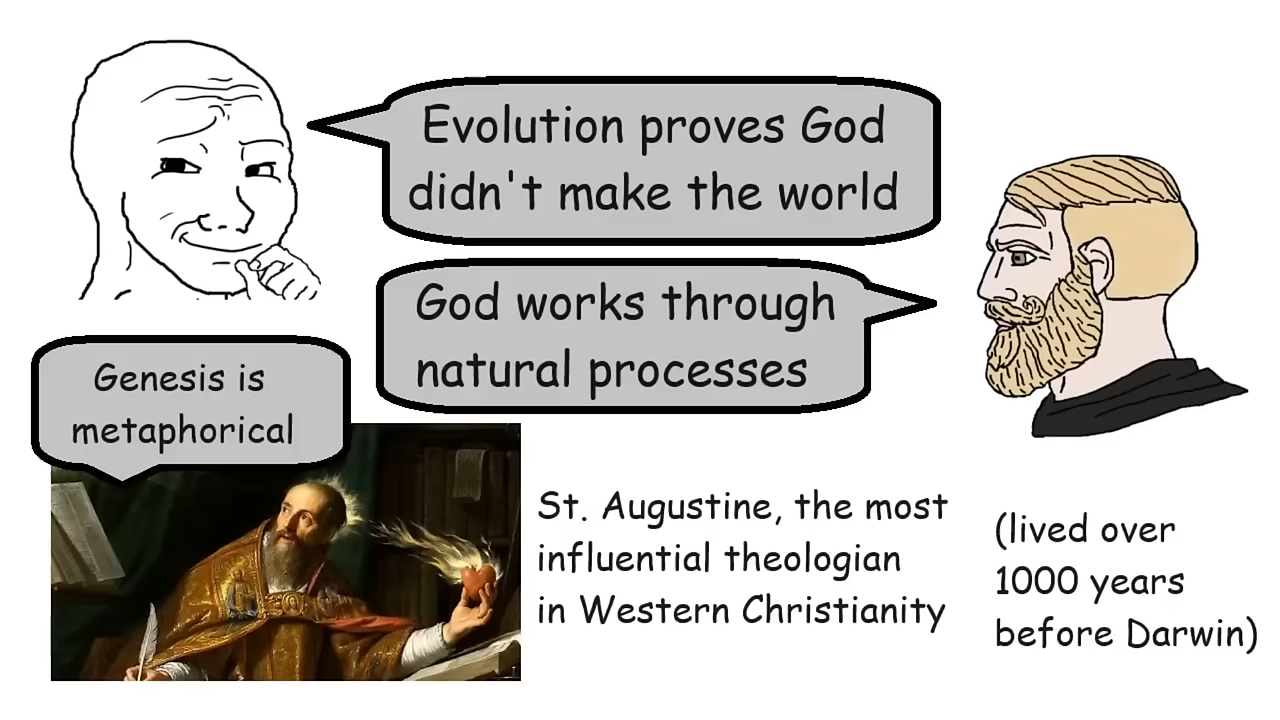 Evolution proves God
didn't make the world
God works through
natural processes
Genesis is
metaphorical
St. Augustine, the most
influential theologian
in Western Christianity
(lived over
1000 years
before Darwin)